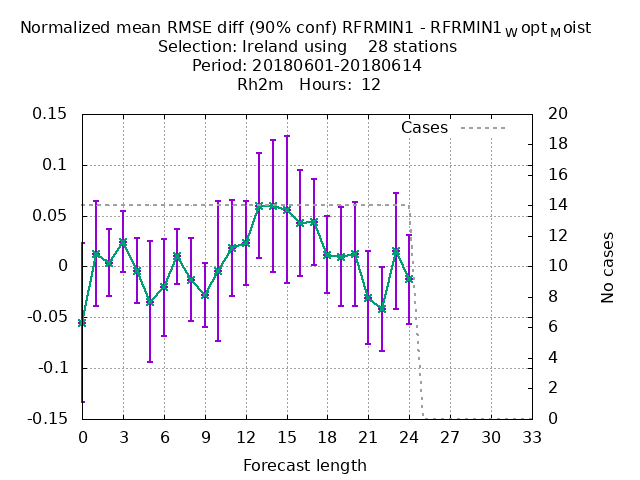 Normalized mean RMSE diff (90% conf) RFRMIN1 - RFRMIN1WoptMoist
Selection: Ireland using 28 stations
Period: 20180601-20180614
Rh2m Hours: 12
0.15 20
Cases
18
0.1 16
0.05 14
12
0 10
8
-0.05 6
-0.1 4
2
-0.15 0
No cases
0 3 6 9 12 15 18 21 24 27 30 33
Forecast length